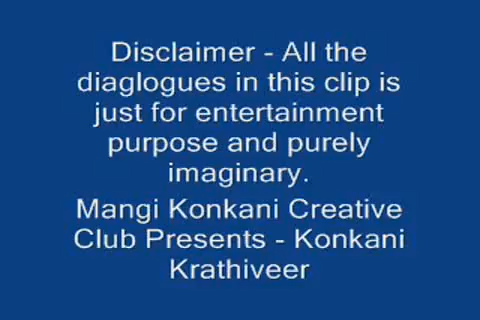 Disclaimer - All the
diaglogues in this clip is
just for entertainment
purpose and purely
imaginary.
Mangi Konkani Creative
Club Presents - Konkani
Krathiveer